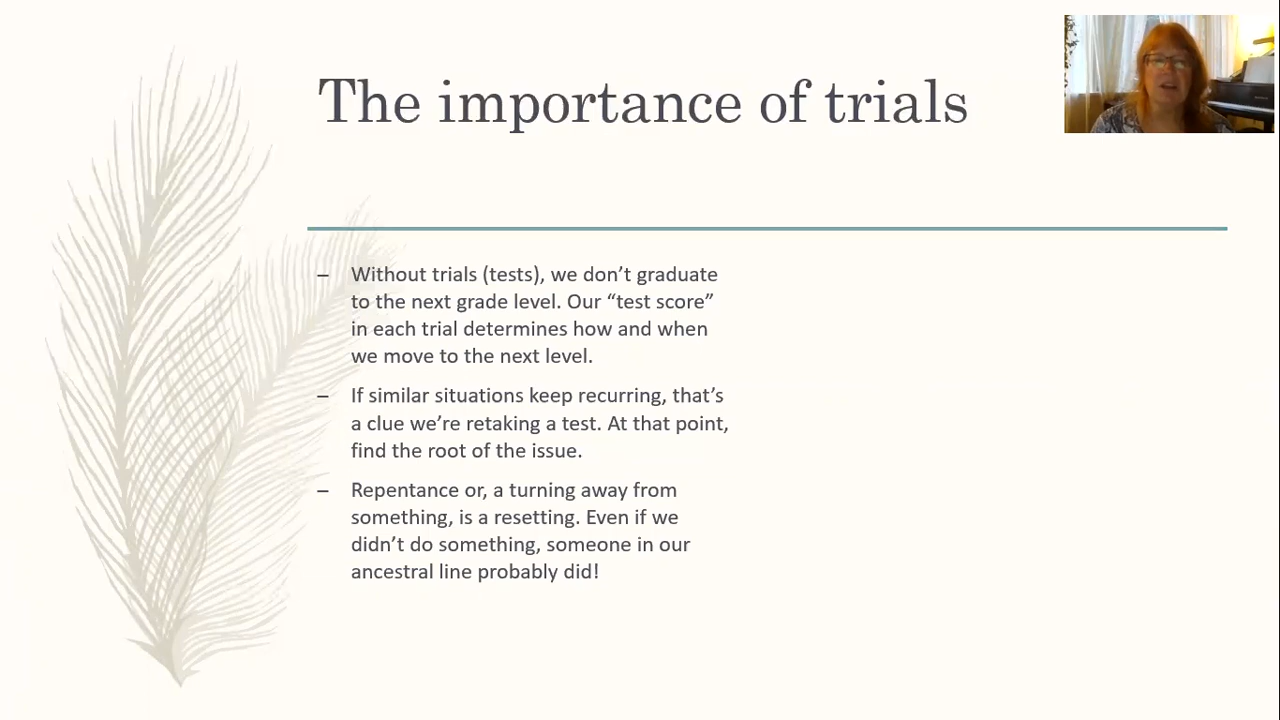 The importance of trials
– Without trials (tests), we don’t graduate
to the next grade level. Our “test score”
in each trial determines how and when
we move to the next level.
– If similar situations keep recurring, that’s
a clue we’re retaking a test. At that point,
find the root of the issue.
– Repentance or, a turning away from
something, is a resetting. Even if we
didn’t do something, someone in our
ancestral line probably did!